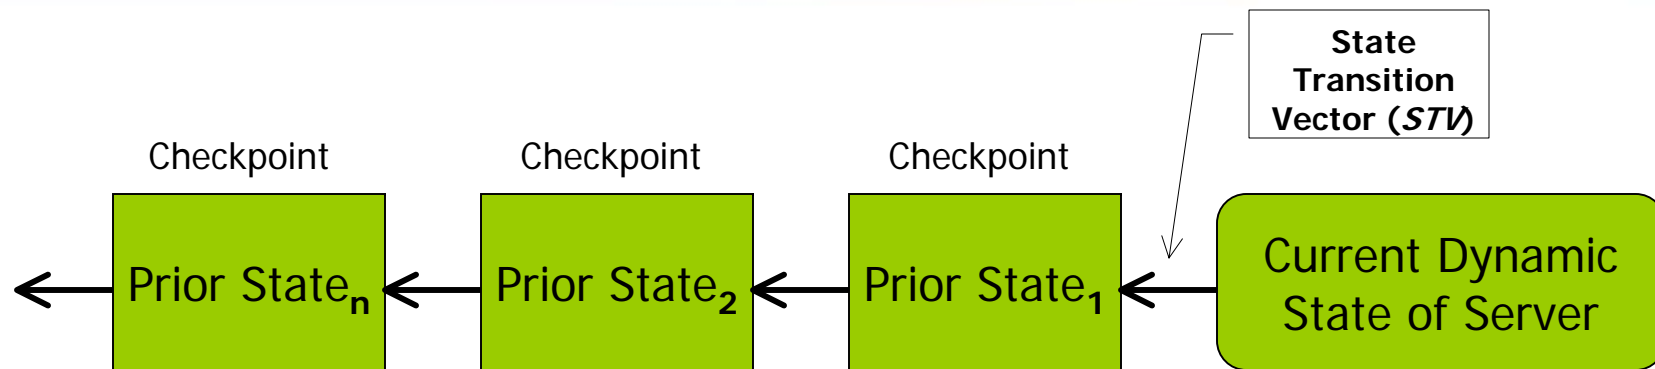 State
Transition
Vector (STV)
Checkpoint
Checkpoint
Checkpoint
Prior Stateₙ
Prior State₂
Prior State₁
Current Dynamic
State of Server